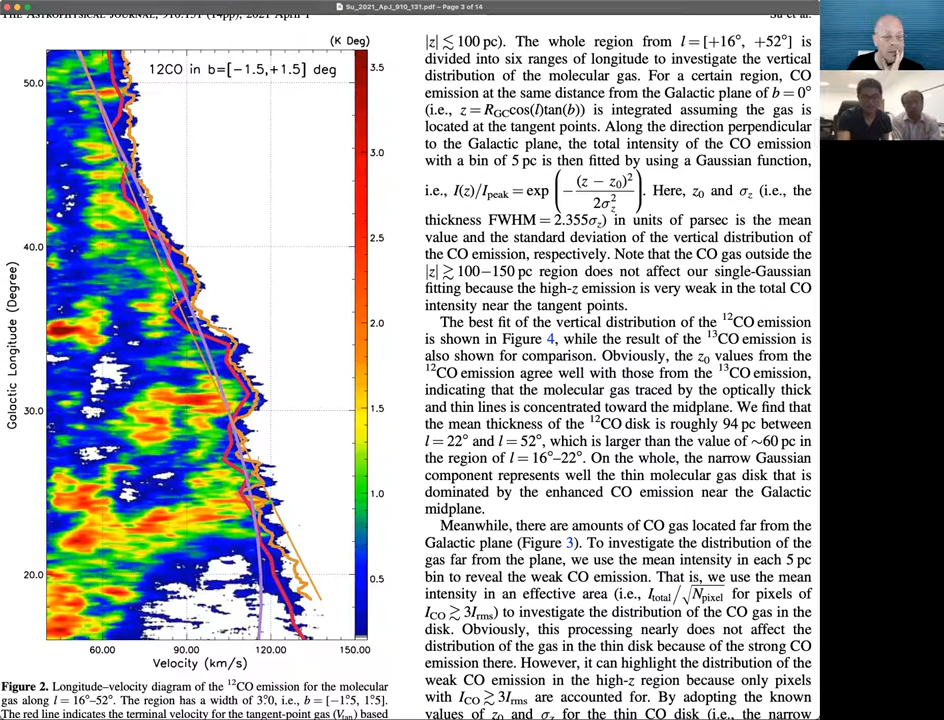 Su_2021_ApJ_910_131.pdf – Page 3 of 14
THE ASTROPHYSICAL JOURNAL, 910:131 (14pp), 2021 April 1
Su et al.
(K Deg)
12CO in b=[-1.5,+1.5] deg
50.0
40.0
30.0
20.0
Galactic Longitude (Degree)
60.00 90.00 120.00 150.00
Velocity (km/s)
3.5
3.0
2.5
2.0
1.5
1.0
0.5
Figure 2. Longitude–velocity diagram of the ¹²CO emission for the molecular
gas along l = 16°–52°. The region has a width of 3.°0, i.e., b = [−1.°5, 1.°5].
The red line indicates the terminal velocity for the tangent-point gas (V_tan) based
|z| ≲ 100 pc). The whole region from l = [+16°, +52°] is
divided into six ranges of longitude to investigate the vertical
distribution of the molecular gas. For a certain region, CO
emission at the same distance from the Galactic plane of b = 0°
(i.e., z = R_GC cos(l)tan(b)) is integrated assuming the gas is
located at the tangent points. Along the direction perpendicular
to the Galactic plane, the total intensity of the CO emission
with a bin of 5 pc is then fitted by using a Gaussian function,
i.e., I(z)/I_peak = exp(−(z − z₀)²/2σ_z²). Here, z₀ and σ_z (i.e., the
thickness FWHM = 2.355σ_z) in units of parsec is the mean
value and the standard deviation of the vertical distribution of
the CO emission, respectively. Note that the CO gas outside the
|z| ≳ 100−150 pc region does not affect our single-Gaussian
fitting because the high-z emission is very weak in the total CO
intensity near the tangent points.
The best fit of the vertical distribution of the ¹²CO emission
is shown in Figure 4, while the result of the ¹³CO emission is
also shown for comparison. Obviously, the z₀ values from the
¹²CO emission agree well with those from the ¹³CO emission,
indicating that the molecular gas traced by the optically thick
and thin lines is concentrated toward the midplane. We find that
the mean thickness of the ¹²CO disk is roughly 94 pc between
l = 22° and l = 52°, which is larger than the value of ~60 pc in
the region of l = 16°–22°. On the whole, the narrow Gaussian
component represents well the thin molecular gas disk that is
dominated by the enhanced CO emission near the Galactic
midplane.
Meanwhile, there are amounts of CO gas located far from the
Galactic plane (Figure 3). To investigate the distribution of the
gas far from the plane, we use the mean intensity in each 5 pc
bin to reveal the weak CO emission. That is, we use the mean
intensity in an effective area (i.e., I_total/√N_pixel for pixels of
I_CO ≳ 3I_rms) to investigate the distribution of the CO gas in the
disk. Obviously, this processing nearly does not affect the
distribution of the gas in the thin disk because of the strong CO
emission there. However, it can highlight the distribution of the
weak CO emission in the high-z region because only pixels
with I_CO ≳ 3I_rms are accounted for. By adopting the known
values of z₀ and σ_z for the thin CO disk (i.e., the narrow